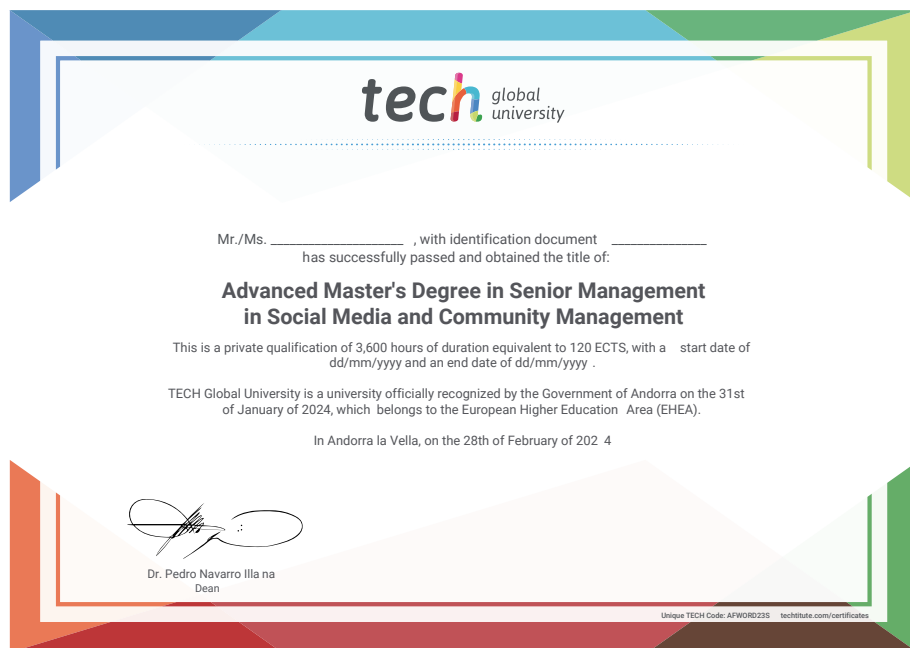 tech global
university
Mr./Ms. _____________________ , with identification document _______________
has successfully passed and obtained the title of:
Advanced Master's Degree in Senior Management
in Social Media and Community Management
This is a private qualification of 3,600 hours of duration equivalent to 120 ECTS, with a start date of
dd/mm/yyyy and an end date of dd/mm/yyyy .
TECH Global University is a university officially recognized by the Government of Andorra on the 31st
of January of 2024, which belongs to the European Higher Education Area (EHEA).
In Andorra la Vella, on the 28th of February of 202 4
Dr. Pedro Navarro Illa na
Dean
Unique TECH Code: AFWORD23S techtitute.com/certificates